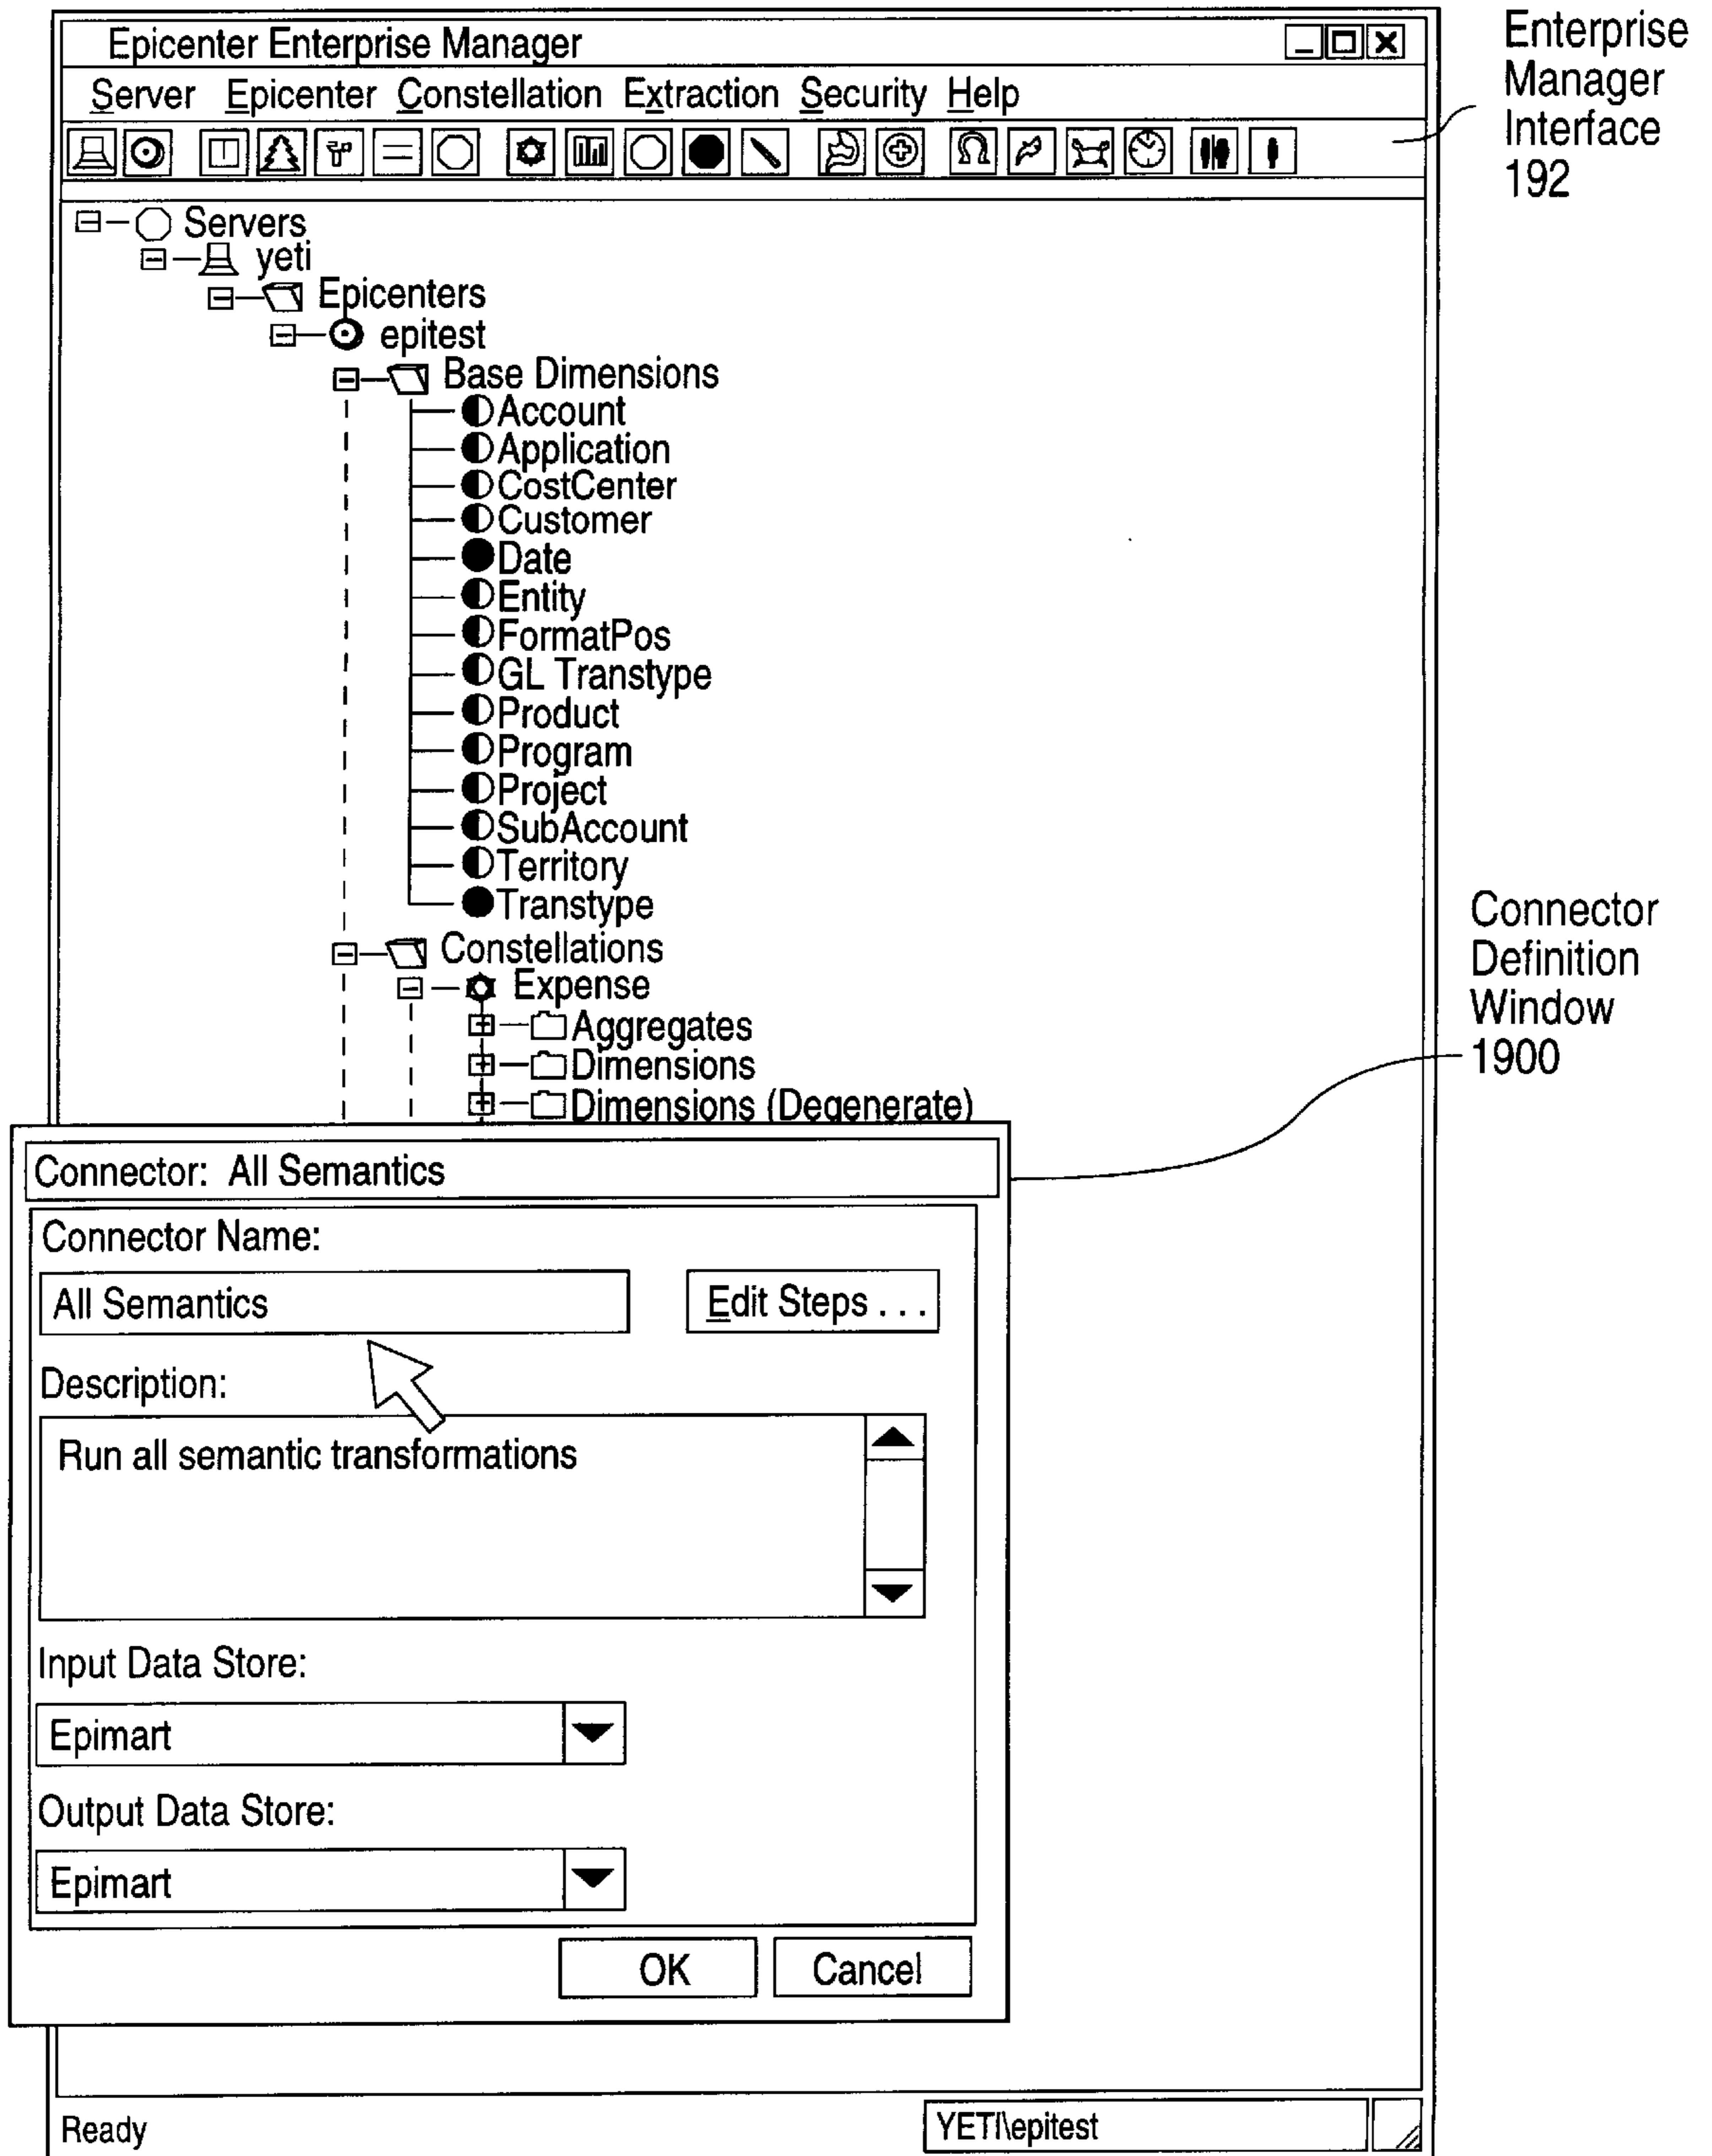 Epicenter Enterprise Manager
Server Epicenter Constellation Extraction Security Help
Enterprise
Manager
Interface
192
Servers
yeti
Epicenters
epitest
Base Dimensions
Account
Application
CostCenter
Customer
Date
Entity
FormatPos
GL Transtype
Product
Program
Project
SubAccount
Territory
Transtype
Constellations
Expense
Aggregates
Dimensions
Dimensions (Degenerate)
Connector
Definition
Window
1900
Connector: All Semantics
Connector Name:
All Semantics
Edit Steps . . .
Description:
Run all semantic transformations
Input Data Store:
Epimart
Output Data Store:
Epimart
OK Cancel
Ready
YETI\epitest